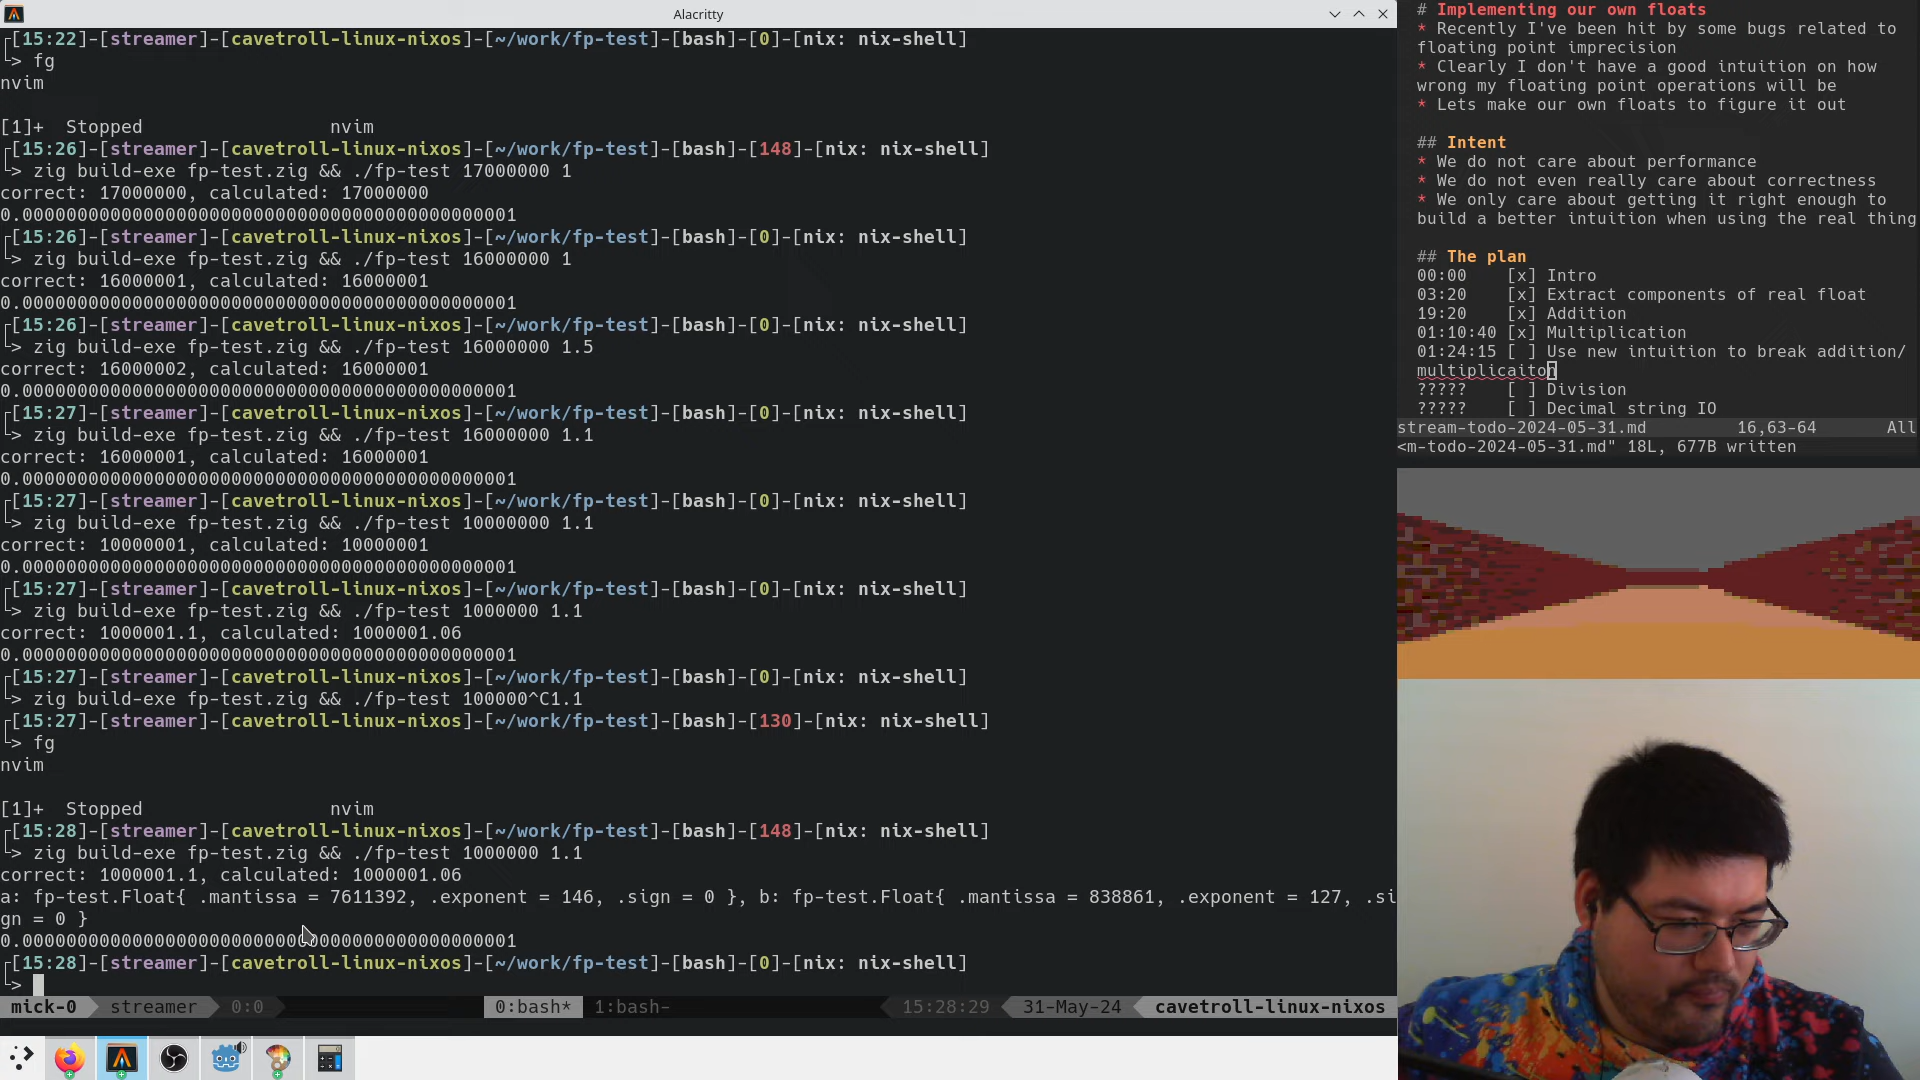 Alacritty
┌[15:22]-[streamer]-[cavetroll-linux-nixos]-[~/work/fp-test]-[bash]-[0]-[nix: nix-shell]
└> fg
nvim
[1]+  Stopped                 nvim
┌[15:26]-[streamer]-[cavetroll-linux-nixos]-[~/work/fp-test]-[bash]-[148]-[nix: nix-shell]
└> zig build-exe fp-test.zig && ./fp-test 17000000 1
correct: 17000000, calculated: 17000000
0.000000000000000000000000000000000000000000001
┌[15:26]-[streamer]-[cavetroll-linux-nixos]-[~/work/fp-test]-[bash]-[0]-[nix: nix-shell]
└> zig build-exe fp-test.zig && ./fp-test 16000000 1
correct: 16000001, calculated: 16000001
0.000000000000000000000000000000000000000000001
┌[15:26]-[streamer]-[cavetroll-linux-nixos]-[~/work/fp-test]-[bash]-[0]-[nix: nix-shell]
└> zig build-exe fp-test.zig && ./fp-test 16000000 1.5
correct: 16000002, calculated: 16000001
0.000000000000000000000000000000000000000000001
┌[15:27]-[streamer]-[cavetroll-linux-nixos]-[~/work/fp-test]-[bash]-[0]-[nix: nix-shell]
└> zig build-exe fp-test.zig && ./fp-test 16000000 1.1
correct: 16000001, calculated: 16000001
0.000000000000000000000000000000000000000000001
┌[15:27]-[streamer]-[cavetroll-linux-nixos]-[~/work/fp-test]-[bash]-[0]-[nix: nix-shell]
└> zig build-exe fp-test.zig && ./fp-test 10000000 1.1
correct: 10000001, calculated: 10000001
0.000000000000000000000000000000000000000000001
┌[15:27]-[streamer]-[cavetroll-linux-nixos]-[~/work/fp-test]-[bash]-[0]-[nix: nix-shell]
└> zig build-exe fp-test.zig && ./fp-test 1000000 1.1
correct: 1000001.1, calculated: 1000001.06
0.000000000000000000000000000000000000000000001
┌[15:27]-[streamer]-[cavetroll-linux-nixos]-[~/work/fp-test]-[bash]-[0]-[nix: nix-shell]
└> zig build-exe fp-test.zig && ./fp-test 100000^C1.1
┌[15:27]-[streamer]-[cavetroll-linux-nixos]-[~/work/fp-test]-[bash]-[130]-[nix: nix-shell]
└> fg
nvim
[1]+  Stopped                 nvim
┌[15:28]-[streamer]-[cavetroll-linux-nixos]-[~/work/fp-test]-[bash]-[148]-[nix: nix-shell]
└> zig build-exe fp-test.zig && ./fp-test 1000000 1.1
correct: 1000001.1, calculated: 1000001.06
a: fp-test.Float{ .mantissa = 7611392, .exponent = 146, .sign = 0 }, b: fp-test.Float{ .mantissa = 838861, .exponent = 127, .si
gn = 0 }
0.000000000000000000000000000000000000000000001
┌[15:28]-[streamer]-[cavetroll-linux-nixos]-[~/work/fp-test]-[bash]-[0]-[nix: nix-shell]
└>
mick-0 streamer 0:0 0:bash* 1:bash- 15:28:29 31-May-24 cavetroll-linux-nixos
# Implementing our own floats
* Recently I've been hit by some bugs related to
floating point imprecision
* Clearly I don't have a good intuition on how
wrong my floating point operations will be
* Lets make our own floats to figure it out
## Intent
* We do not care about performance
* We do not even really care about correctness
* We only care about getting it right enough to
build a better intuition when using the real thing
## The plan
00:00    [x] Intro
03:20    [x] Extract components of real float
19:20    [x] Addition
01:10:40 [x] Multiplication
01:24:15 [ ] Use new intuition to break addition/
multiplicaiton
?????    [ ] Division
?????    [ ] Decimal string IO
stream-todo-2024-05-31.md 16,63-64 All
<m-todo-2024-05-31.md" 18L, 677B written